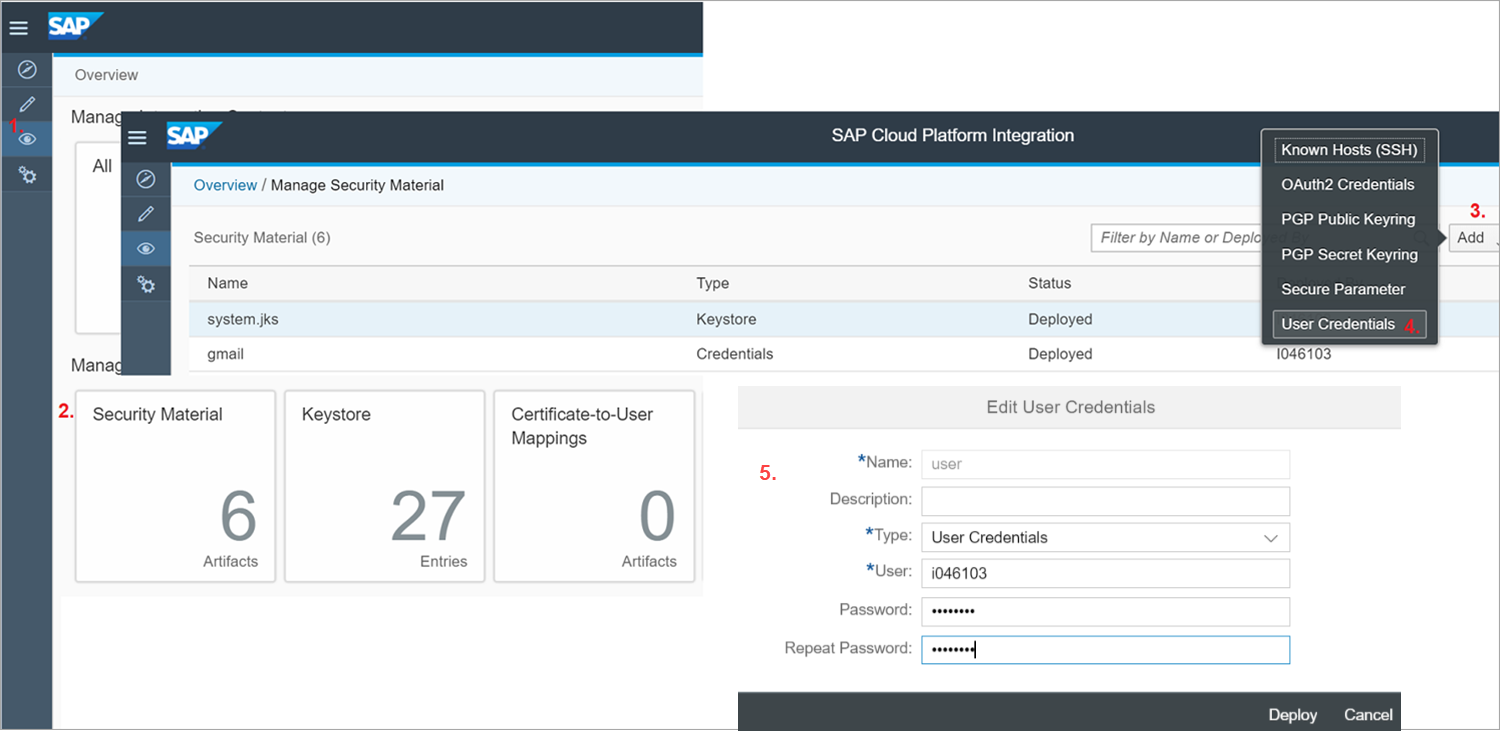 SAP
Overview
Manag
1.
All
SAP
SAP Cloud Platform Integration
Overview / Manage Security Material
Security Material (6)
Filter by Name or Deplo
Known Hosts (SSH)
OAuth2 Credentials
PGP Public Keyring
PGP Secret Keyring
Secure Parameter
User Credentials
4.
3.
Add
Name Type Status
system.jks Keystore Deployed
gmail Credentials Deployed I046103
Manag
2.
Security Material
6
Artifacts
Keystore
27
Entries
Certificate-to-User
Mappings
0
Artifacts
Edit User Credentials
5.
*Name: user
Description:
*Type: User Credentials
*User: i046103
Password: ••••••••
Repeat Password: ••••••••
Deploy Cancel